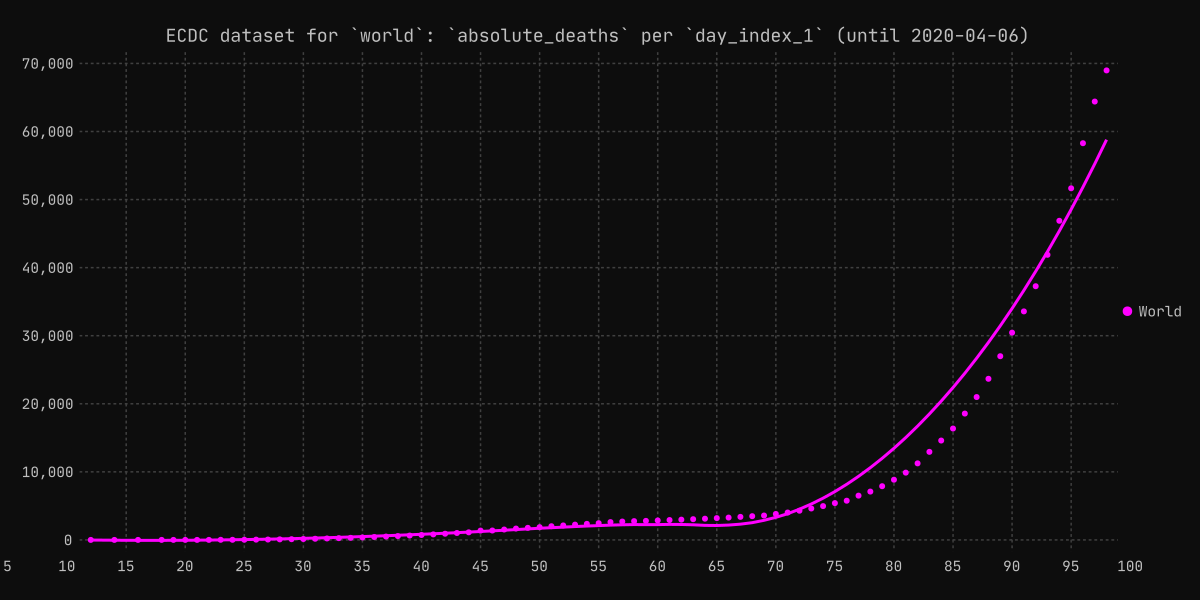 ECDC dataset for `world`: `absolute_deaths` per `day_index_1` (until 2020-04-06)
70,000
60,000
50,000
40,000
30,000
20,000
10,000
0
World
5 10 15 20 25 30 35 40 45 50 55 60 65 70 75 80 85 90 95 100